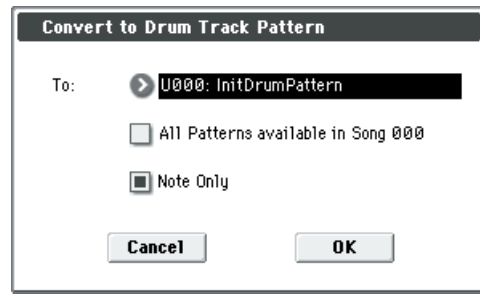 Convert to Drum Track Pattern
To: U000: InitDrumPattern
All Patterns available in Song 000
Note Only
Cancel OK